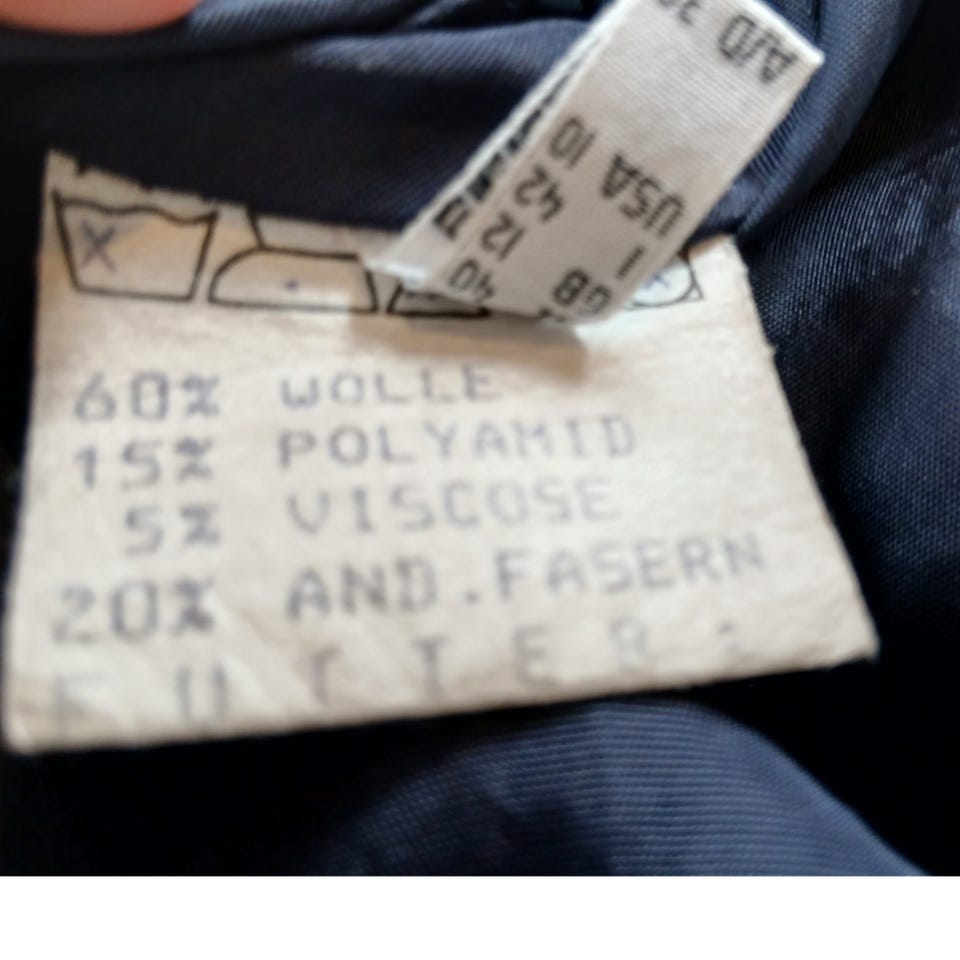 60% WOLLE
15% POLYAMID
5% VISCOSE
20% AND.FASERN
FUTTER:
A/D
USA 10
42
GB 12
I
40